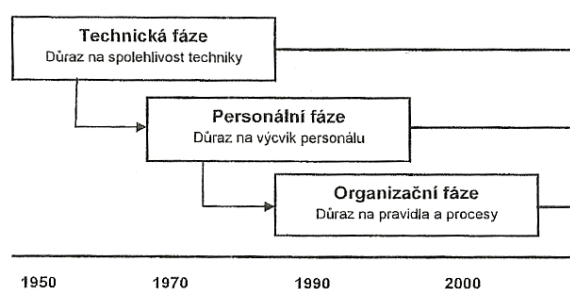 Technická fáze
Důraz na spolehlivost techniky
Personální fáze
Důraz na výcvik personálu
Organizační fáze
Důraz na pravidla a procesy
1950 1970 1990 2000